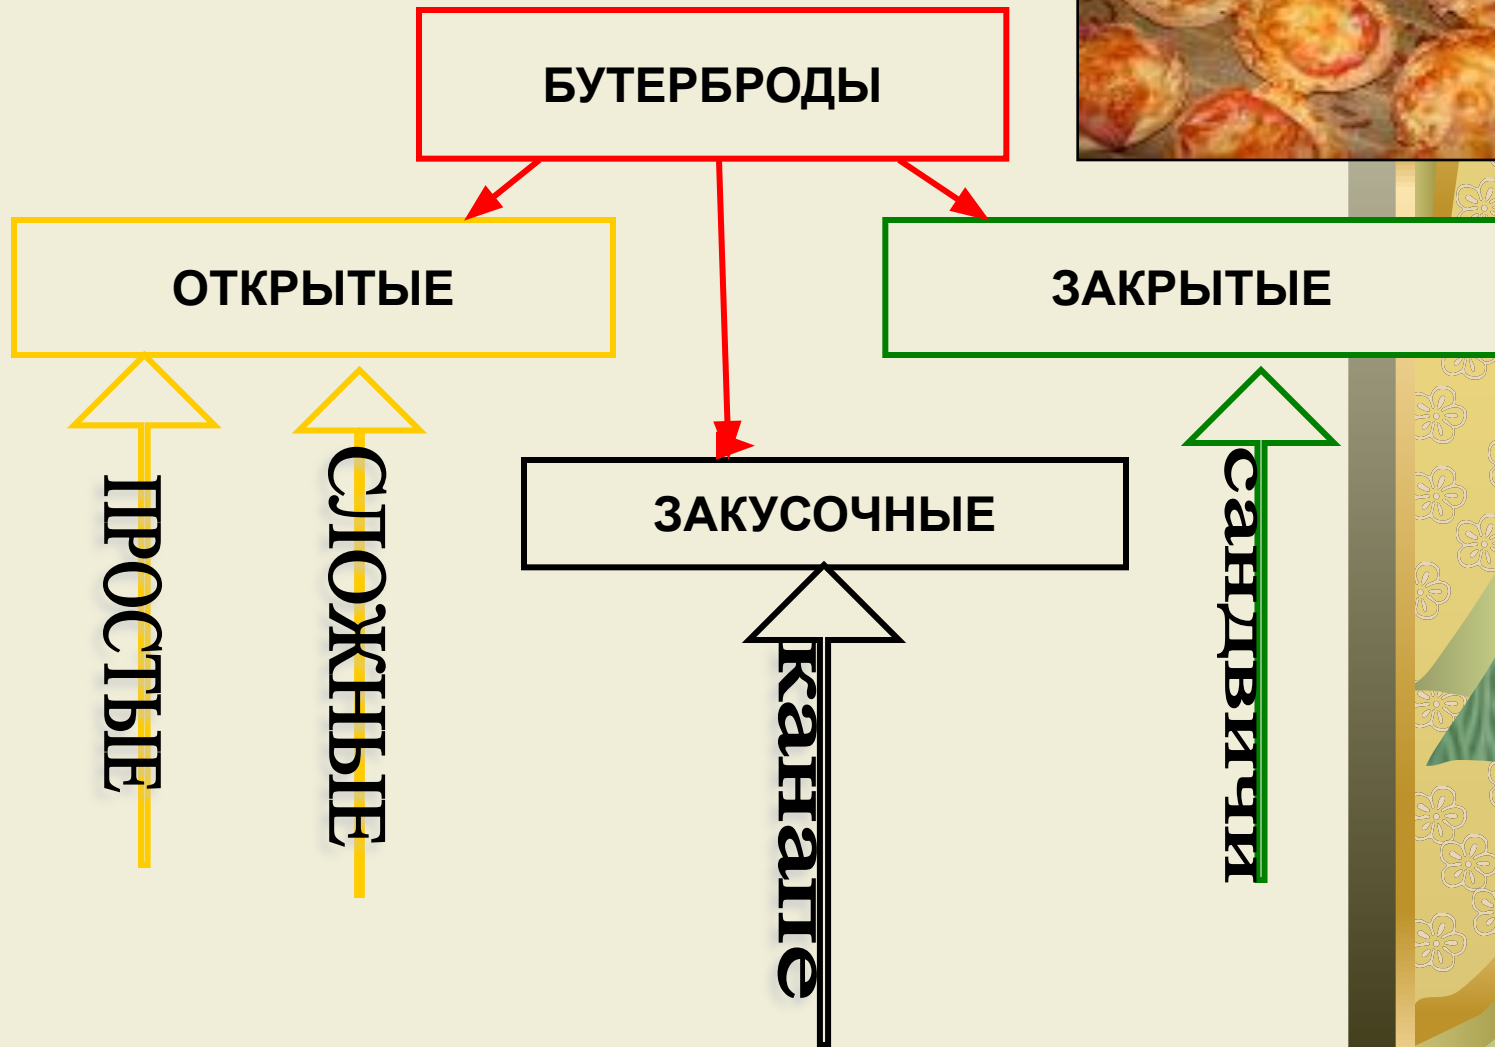 БУТЕРБРОДЫ
ОТКРЫТЫЕ
ЗАКРЫТЫЕ
ЗАКУСОЧНЫЕ
ПРОСТЫЕ
СЛОЖНЫЕ
канапе
сандвичи